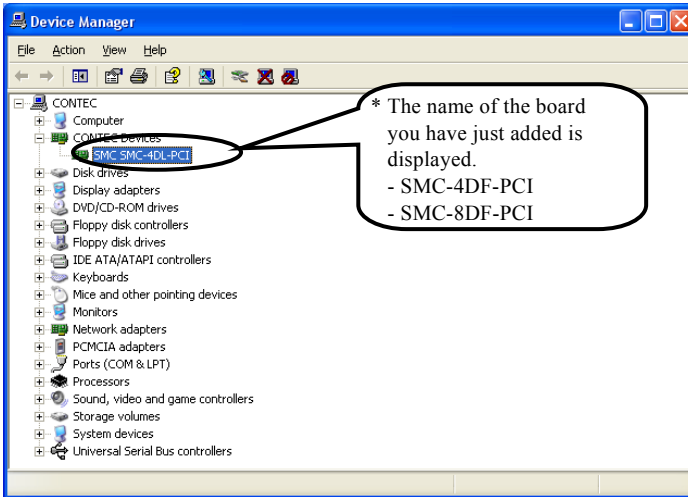 Device Manager
File Action View Help
CONTEC
Computer
CONTEC Devices
SMC SMC-4DL-PCI
Disk drives
Display adapters
DVD/CD-ROM drives
Floppy disk controllers
Floppy disk drives
IDE ATA/ATAPI controllers
Keyboards
Mice and other pointing devices
Monitors
Network adapters
PCMCIA adapters
Ports (COM & LPT)
Processors
Sound, video and game controllers
Storage volumes
System devices
Universal Serial Bus controllers
* The name of the board
you have just added is
displayed.
- SMC-4DF-PCI
- SMC-8DF-PCI